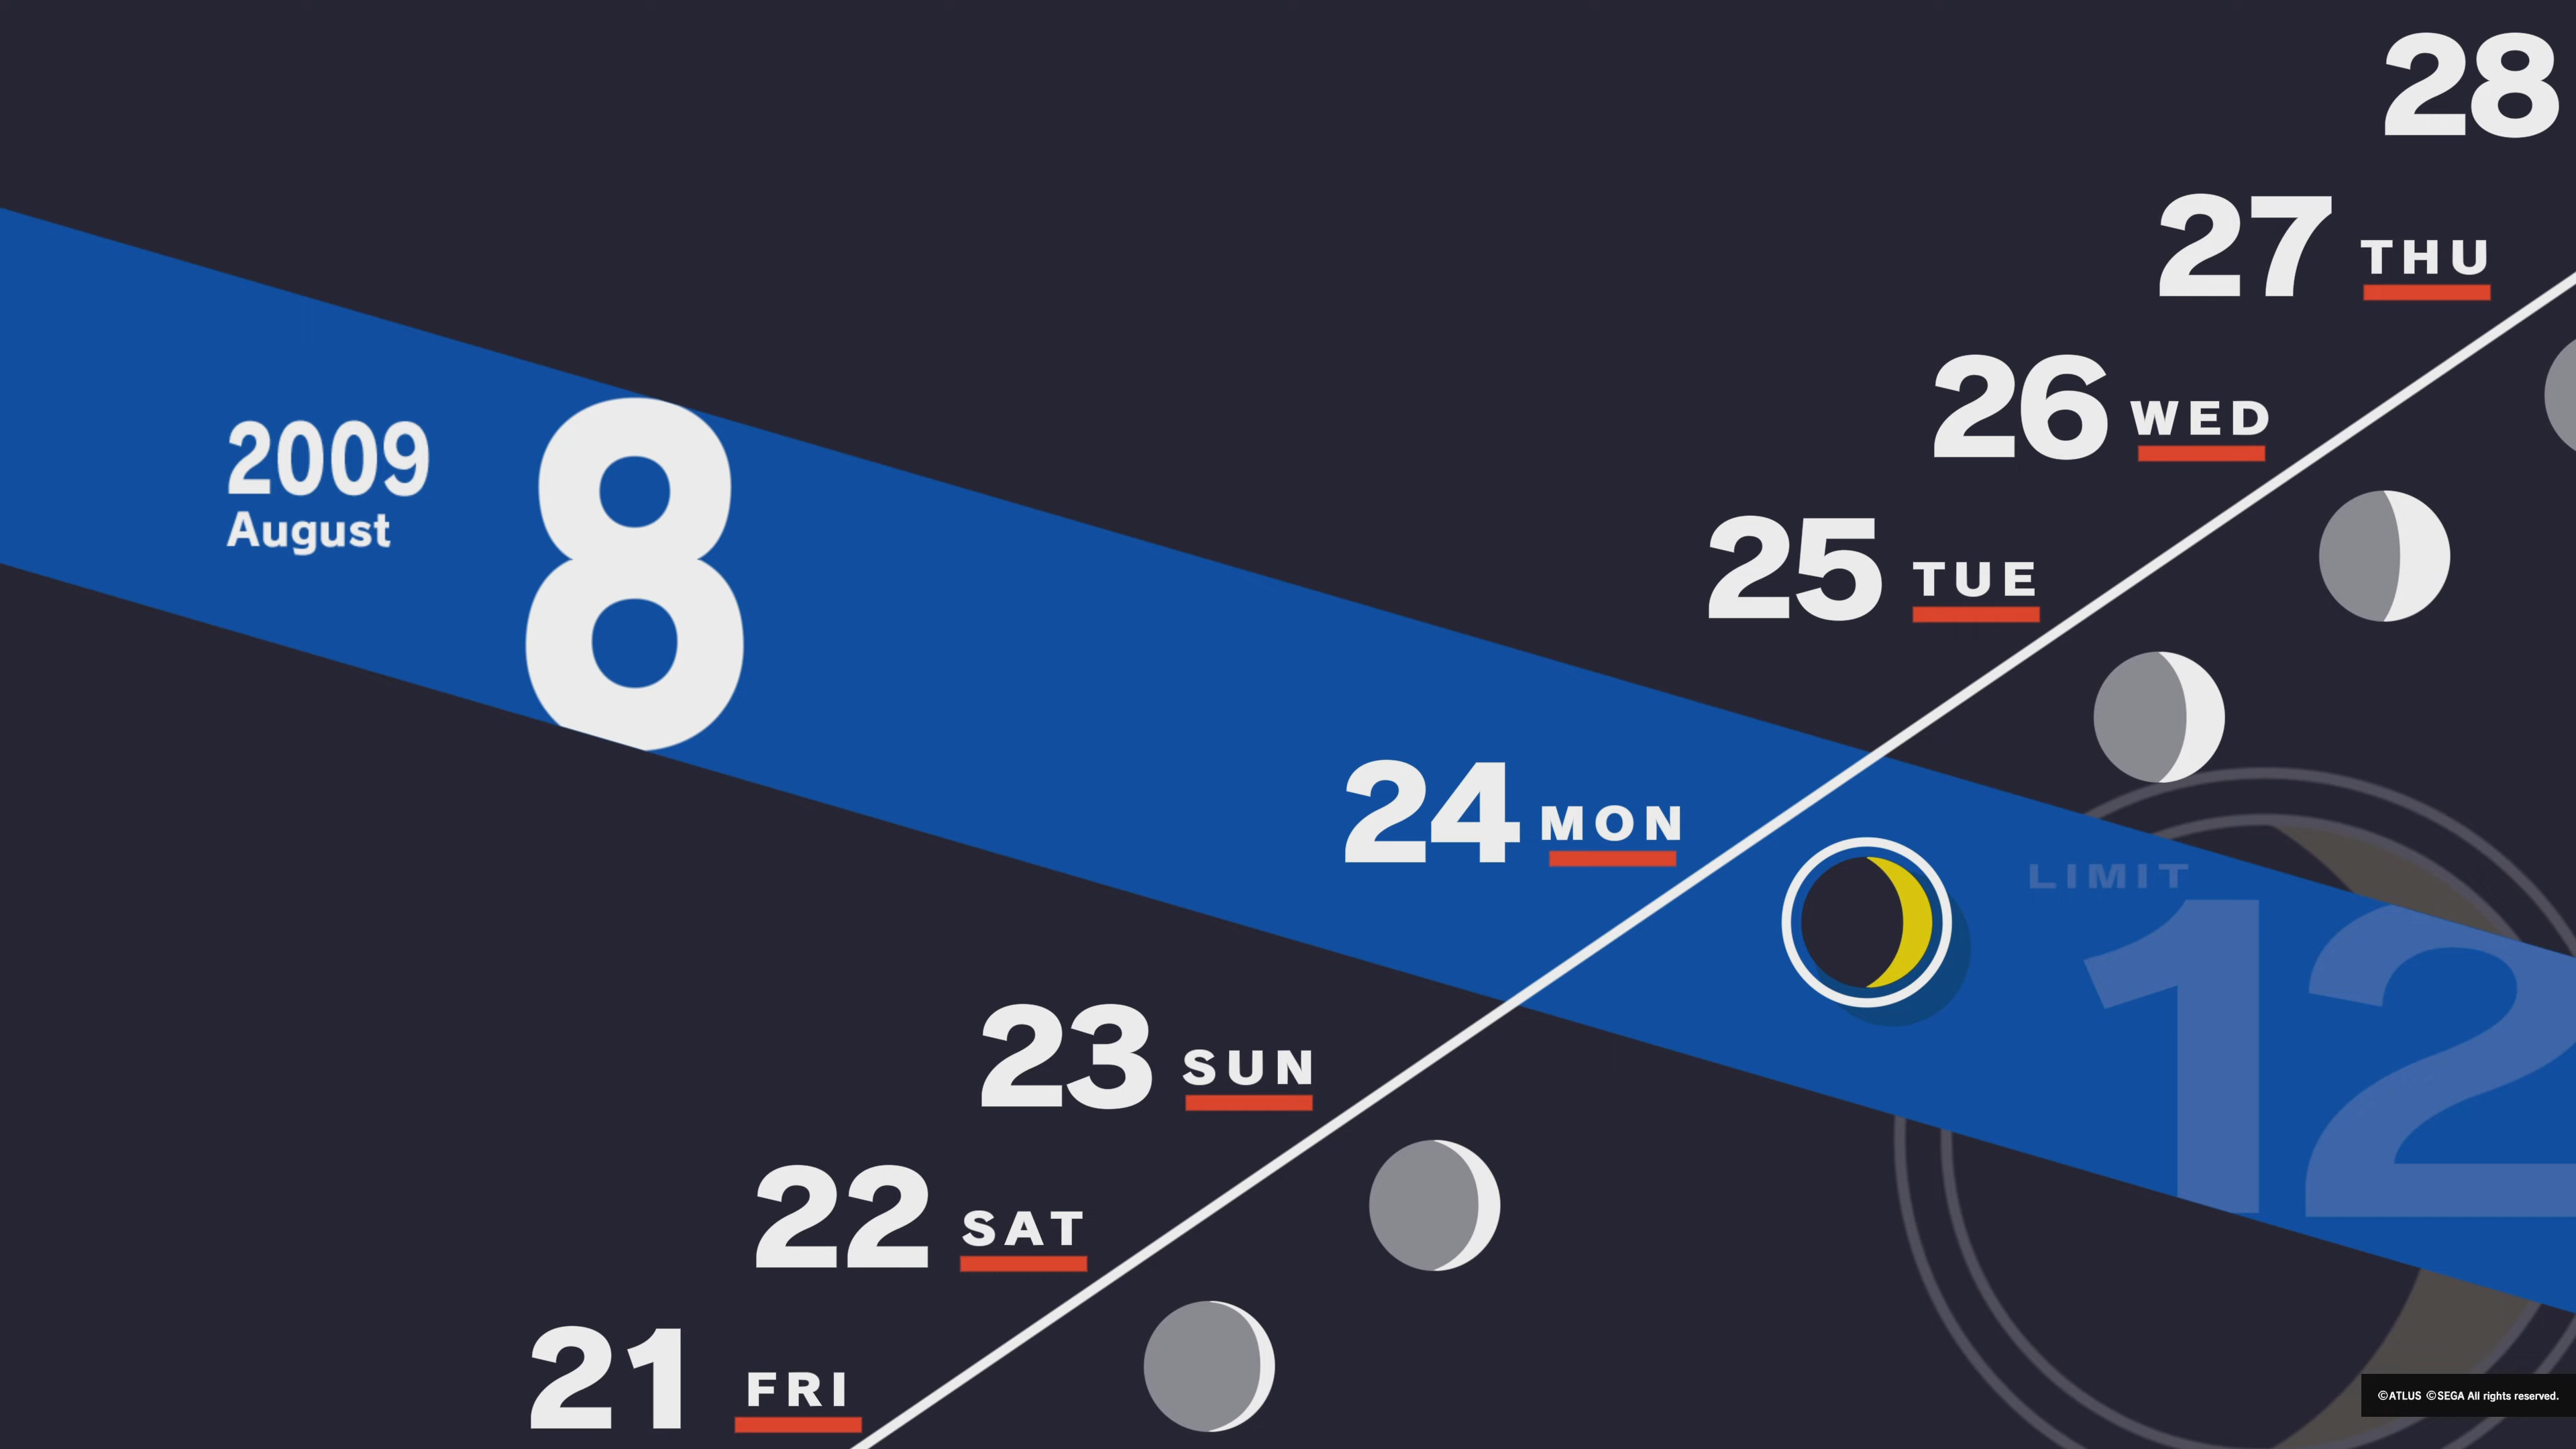 28
27 THU
26 WED
2009
August
8
25 TUE
24 MON
LIMIT
12
23 SUN
22 SAT
21 FRI
©ATLUS ©SEGA All rights reserved.